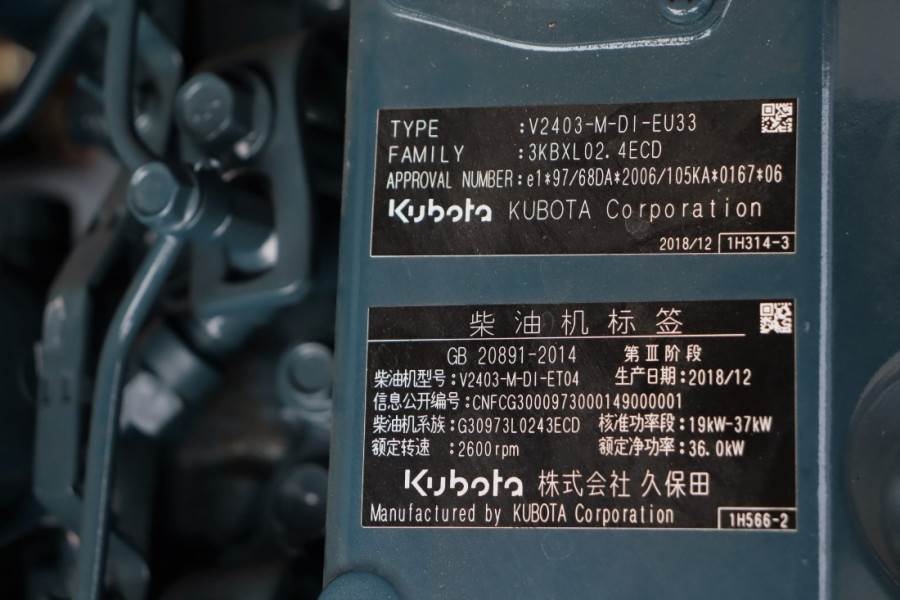 TYPE :V2403-M-DI-EU33
FAMILY :3KBXL02.4ECD
APPROVAL NUMBER:e1*97/68DA*2006/105KA*0167*06
Kubota KUBOTA Corporation
2018/12 1H314-3
柴油机标签
GB 20891-2014 第Ⅲ阶段
柴油机型号:V2403-M-DI-ET04 生产日期:2018/12
信息公开编号:CNFCG3000973000149000001
柴油机系族:G30973L0243ECD 核准功率段:19kW-37kW
额定转速 :2600rpm 额定净功率:36.0kW
Kubota 株式会社 久保田
Manufactured by KUBOTA Corporation 1H566-2